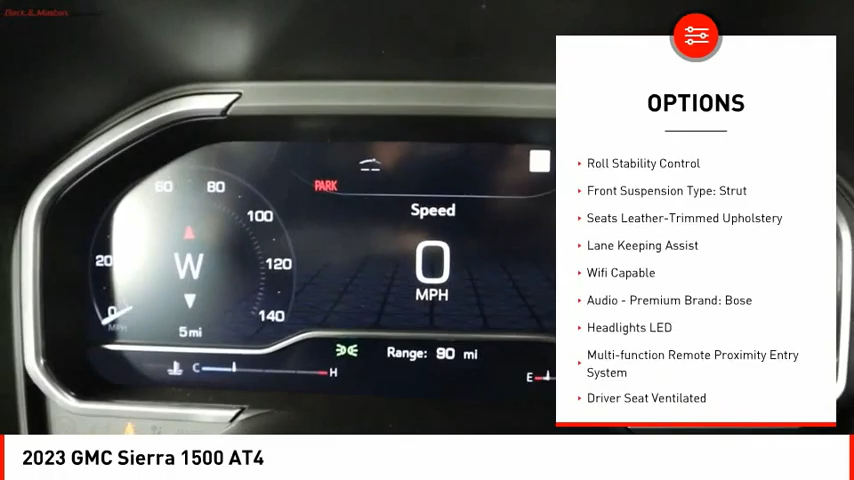 OPTIONS
Roll Stability Control
Front Suspension Type: Strut
Seats Leather-Trimmed Upholstery
Lane Keeping Assist
Wifi Capable
Audio - Premium Brand: Bose
Headlights LED
Multi-function Remote Proximity Entry
System
Driver Seat Ventilated
PARK
Speed
0
MPH
0
20
60
80
100
120
140
MPH
W
5 mi
Range: 90 mi
C
H
E
2023 GMC Sierra 1500 AT4